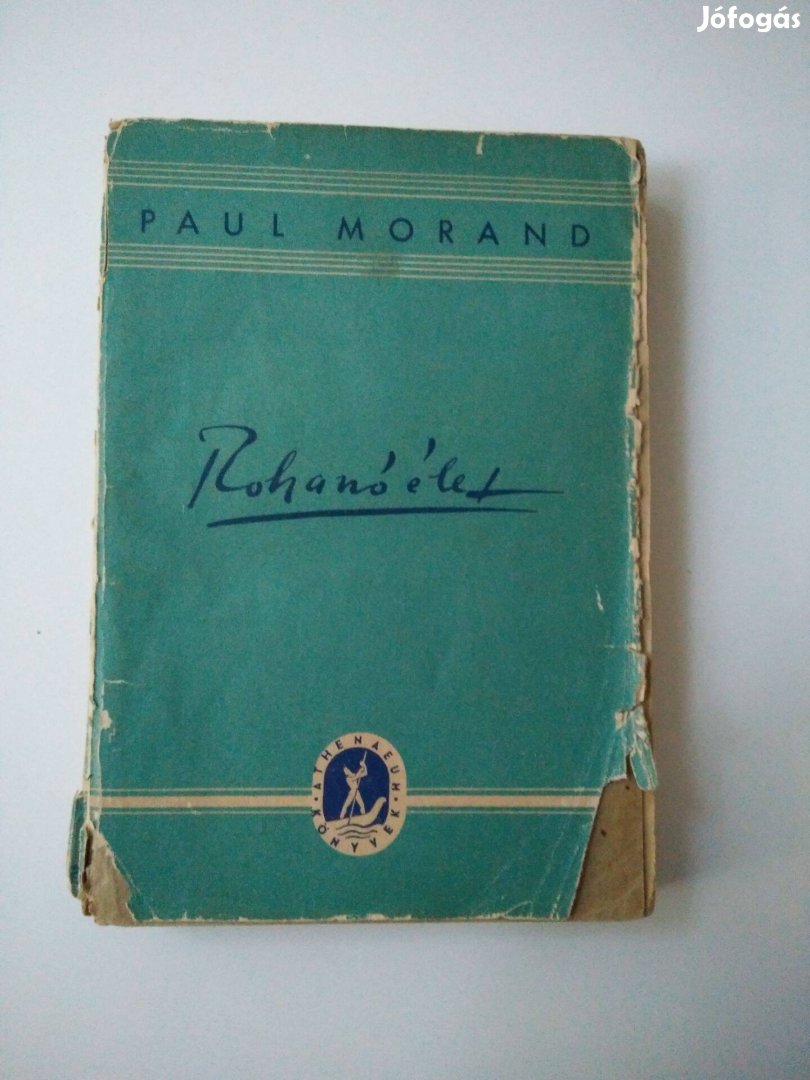 Jófogás
PAUL MORAND
Rohanó élet
ATHENAEUM
KÖNYVEK